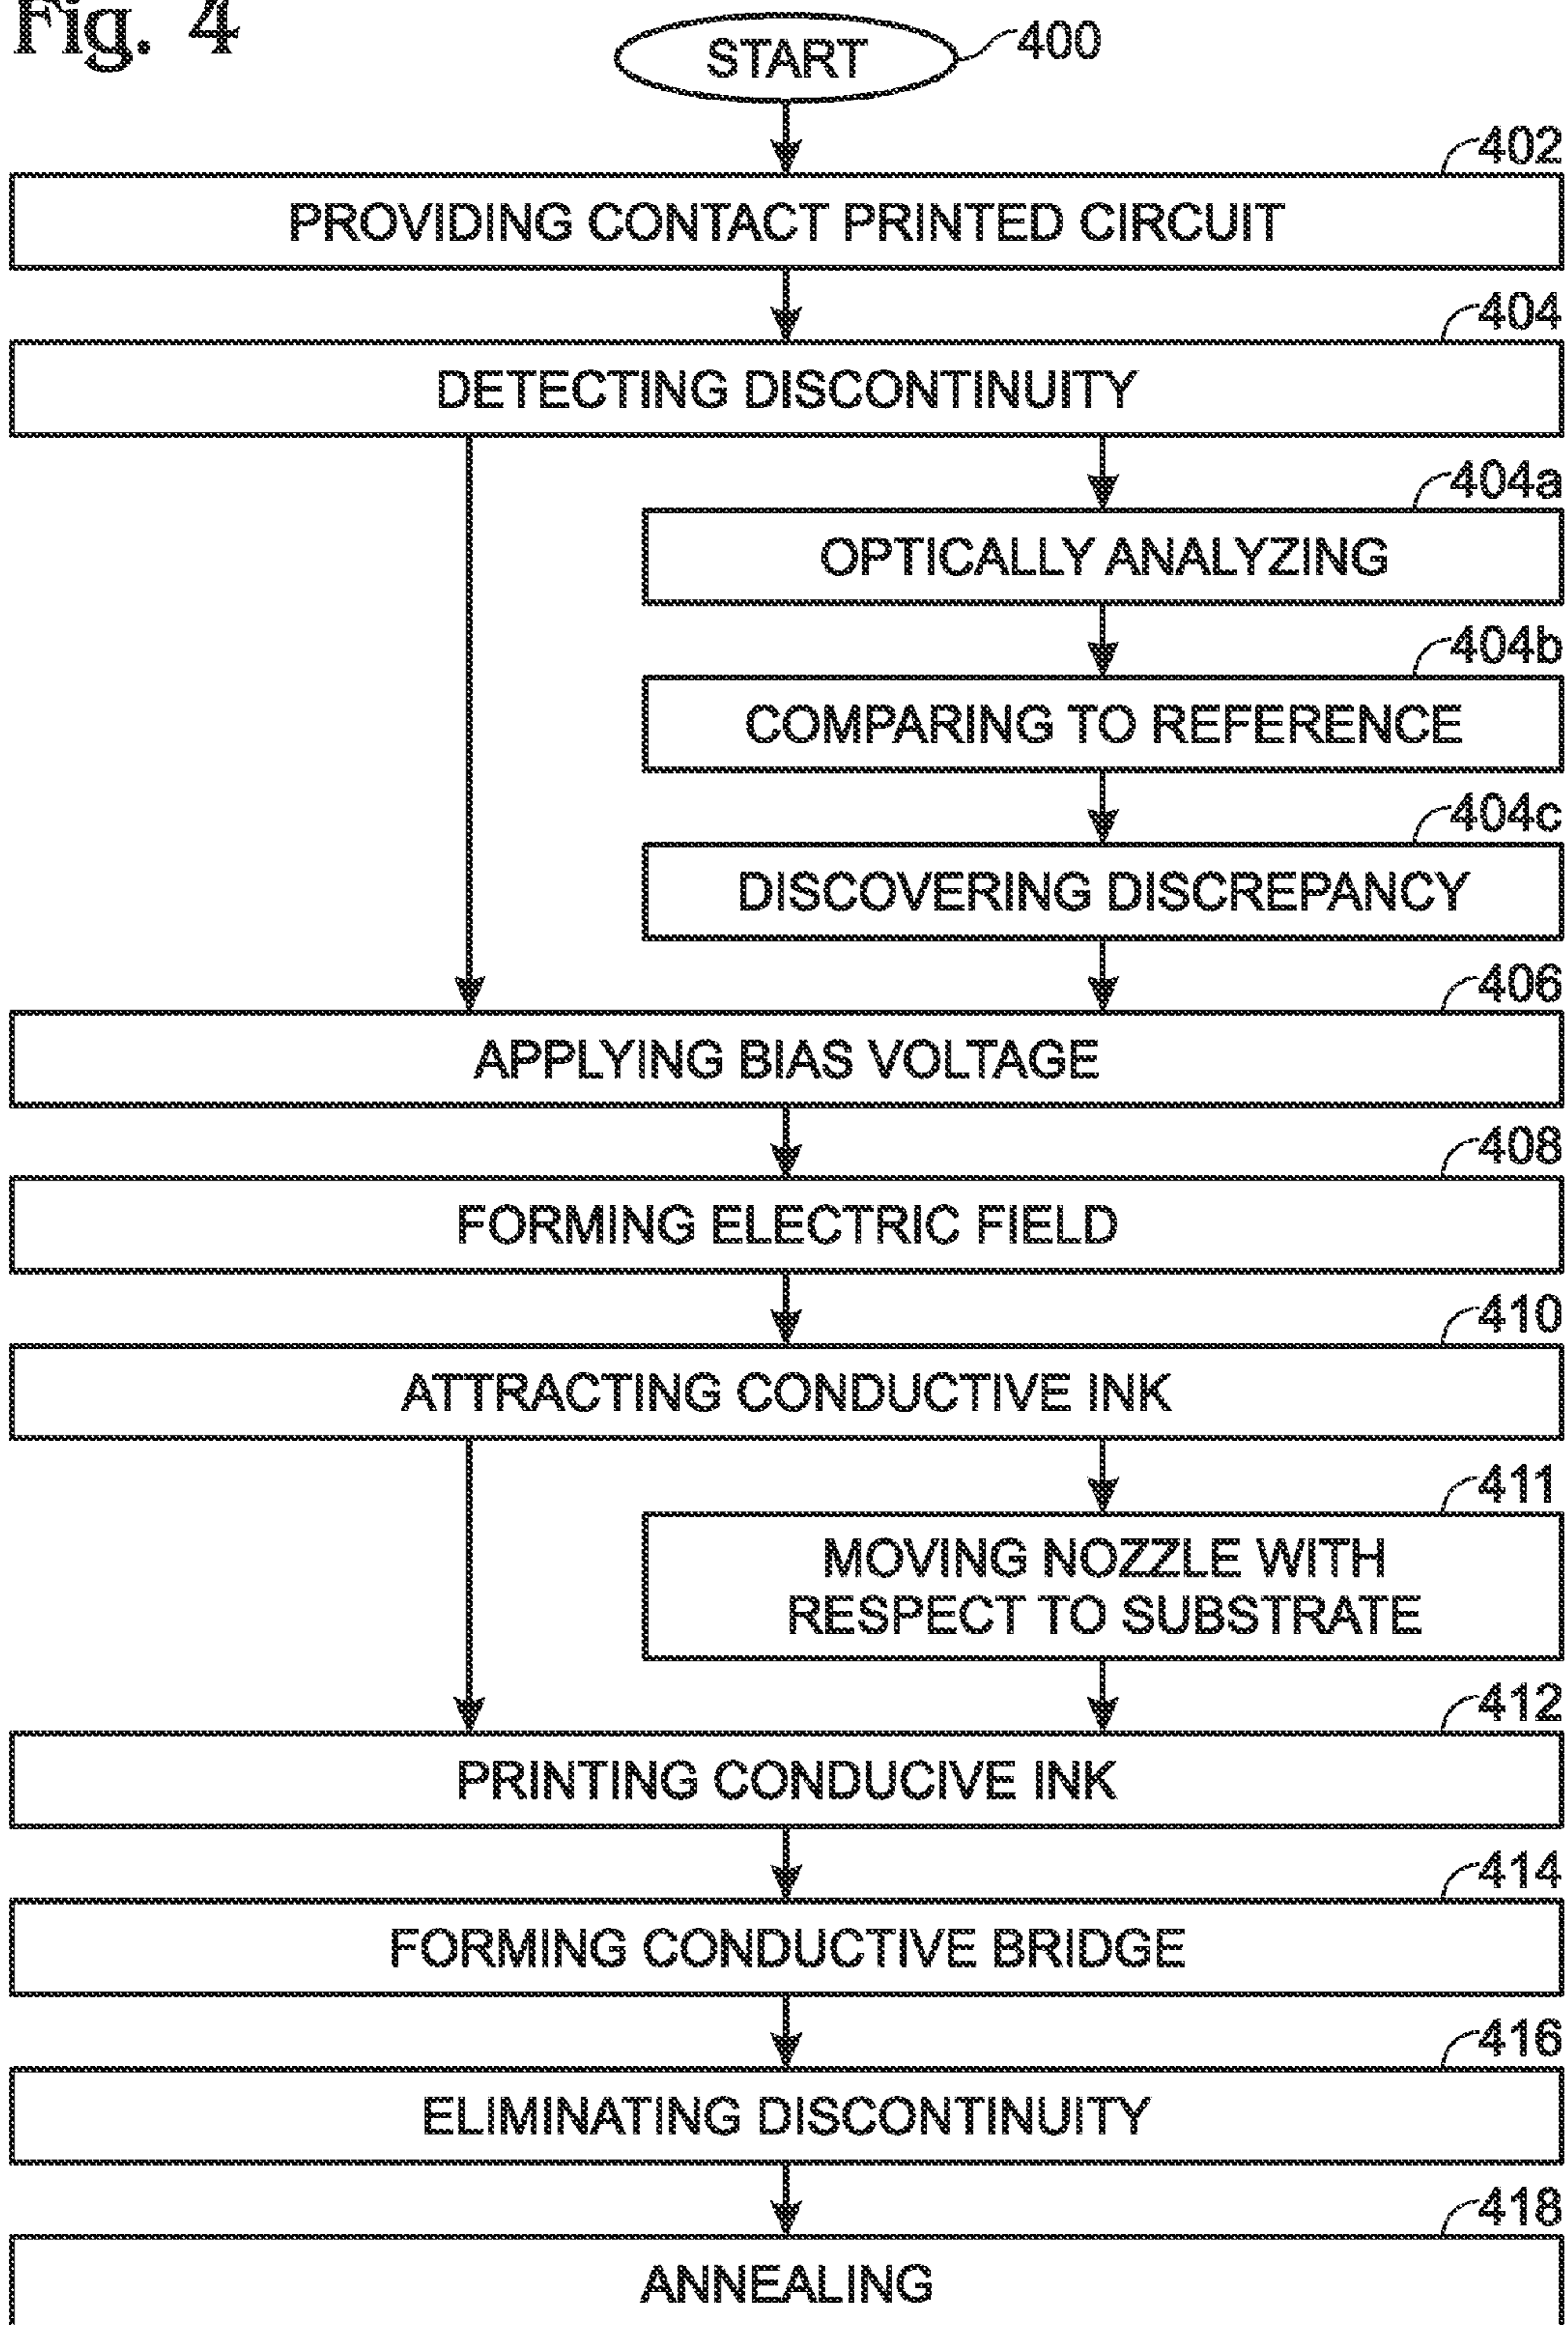 Fig. 4
START
400
402
PROVIDING CONTACT PRINTED CIRCUIT
404
DETECTING DISCONTINUITY
404a
OPTICALLY ANALYZING
404b
COMPARING TO REFERENCE
404c
DISCOVERING DISCREPANCY
406
APPLYING BIAS VOLTAGE
408
FORMING ELECTRIC FIELD
410
ATTRACTING CONDUCTIVE INK
411
MOVING NOZZLE WITH
RESPECT TO SUBSTRATE
412
PRINTING CONDUCIVE INK
414
FORMING CONDUCTIVE BRIDGE
416
ELIMINATING DISCONTINUITY
418
ANNEALING